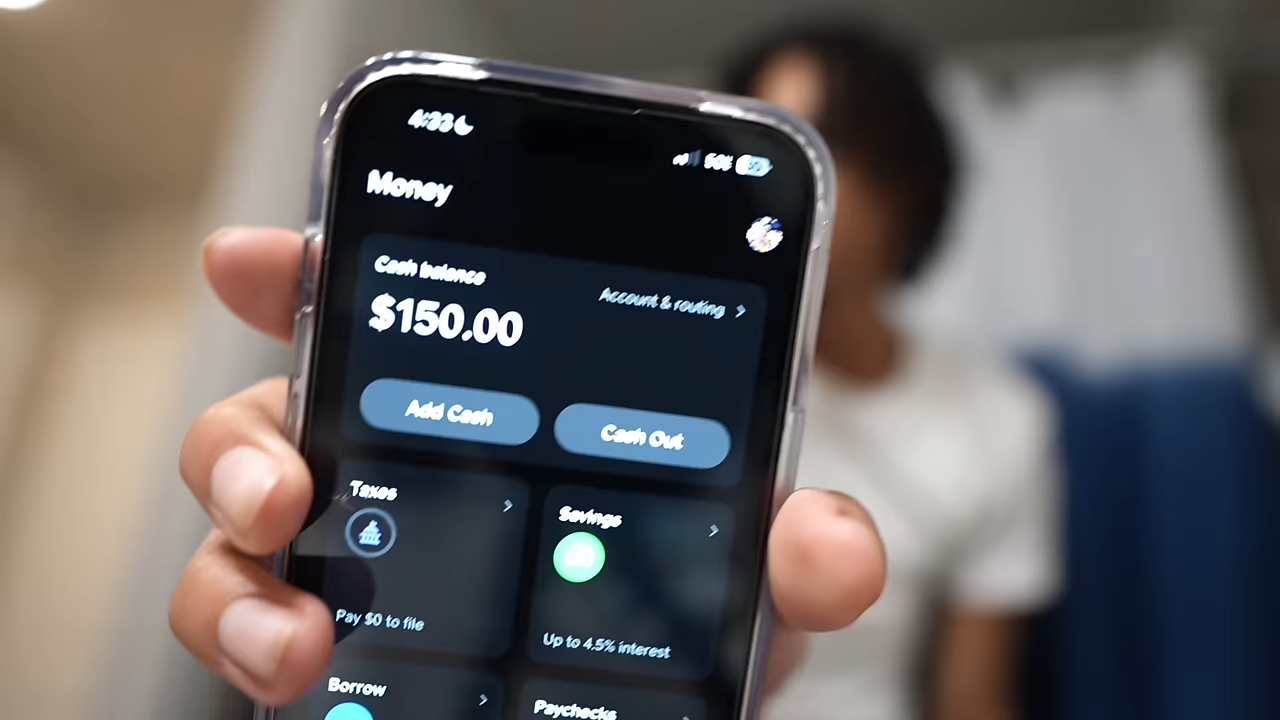 4:33
56%
Money
Cash balance
Account & routing
$150.00
Add Cash
Cash Out
Taxes
Savings
Pay $0 to file
Up to 4.5% interest
Borrow
Paychecks